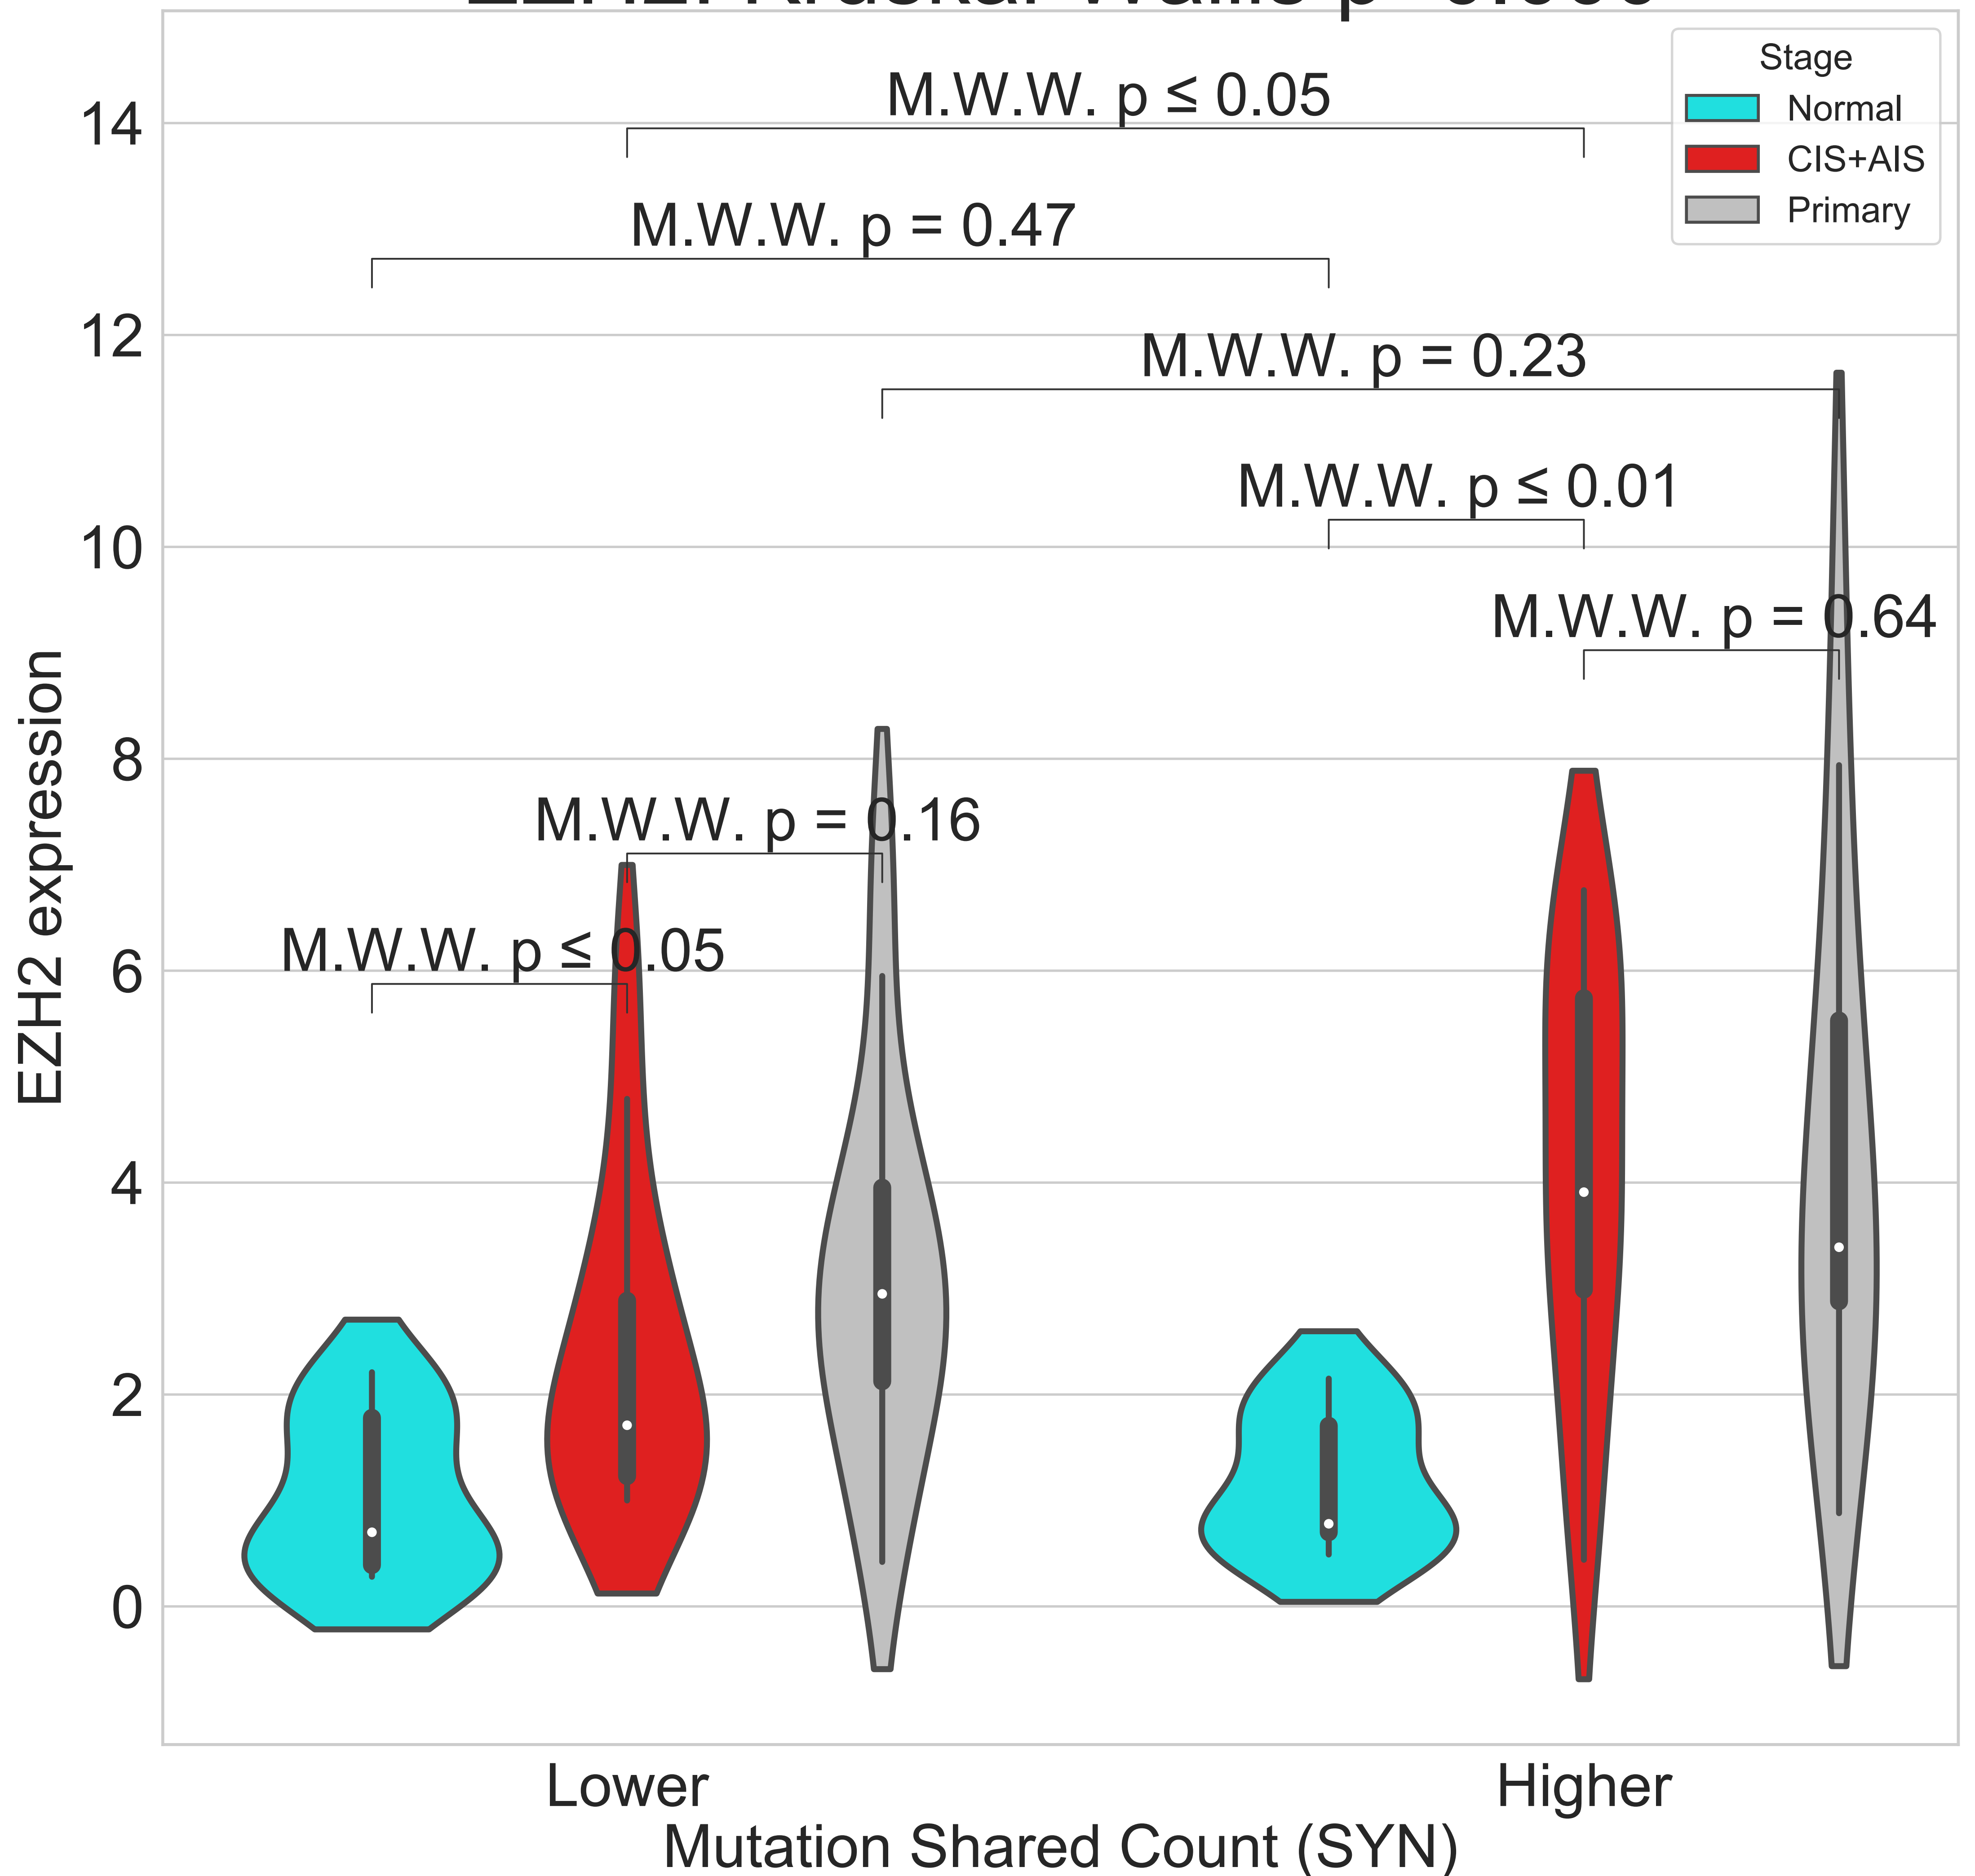 Stage
Normal
CIS+AIS
Primary
M.W.W. p ≤ 0.05
M.W.W. p = 0.47
M.W.W. p = 0.23
M.W.W. p ≤ 0.01
M.W.W. p = 0.64
M.W.W. p = 0.16
M.W.W. p ≤ 0.05
14
12
10
8
6
4
2
0
EZH2 expression
Lower
Higher
Mutation Shared Count (SYN)